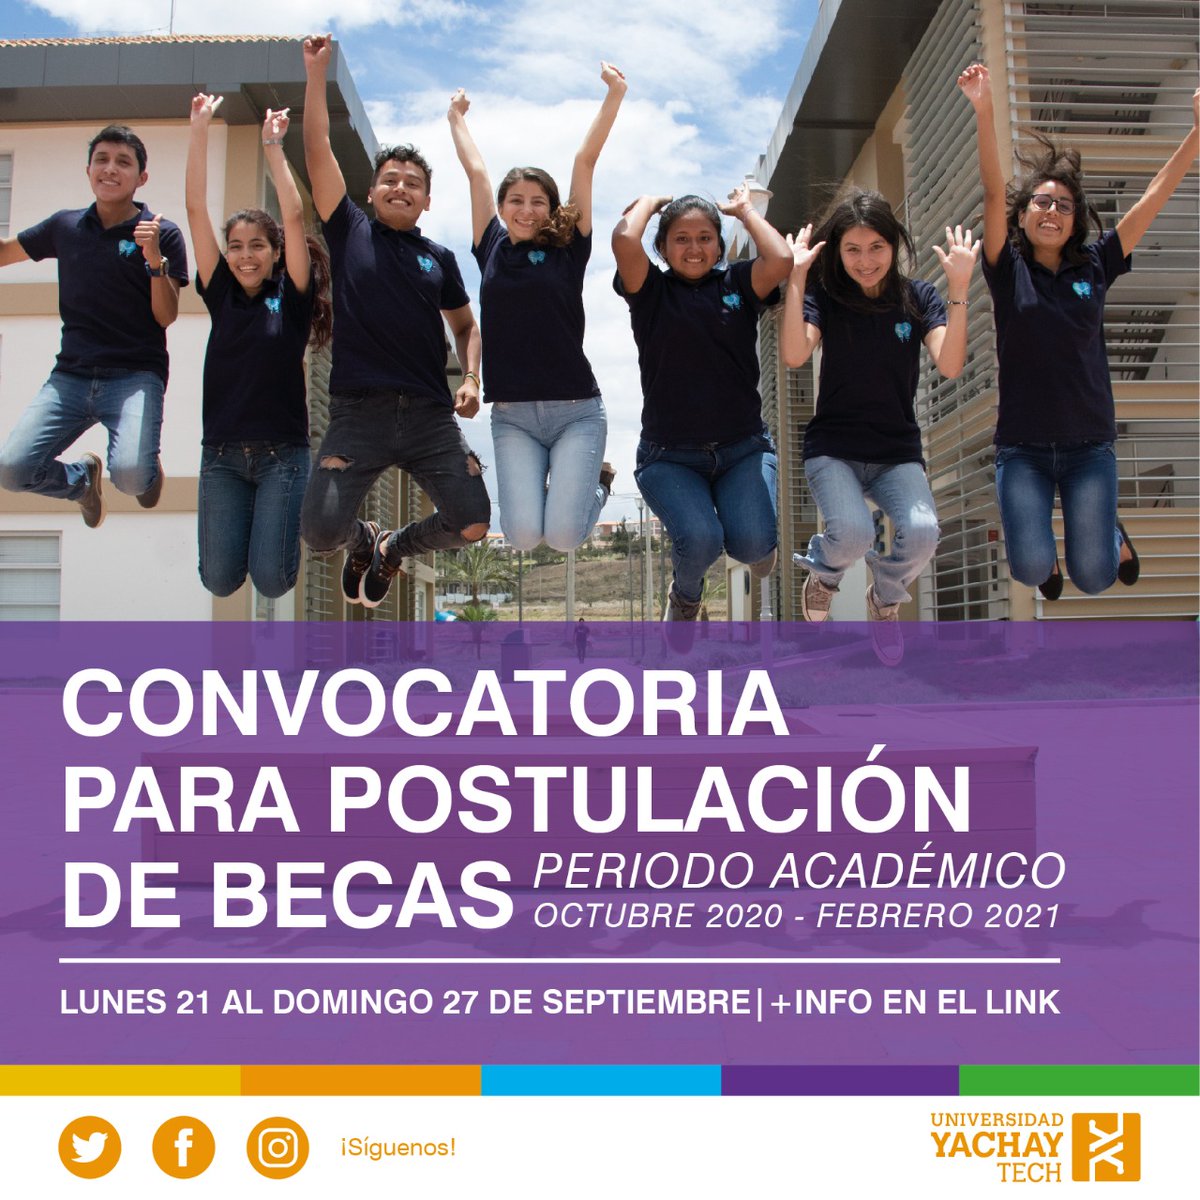 CONVOCATORIA
PARA POSTULACIÓN
DE BECAS
PERIODO ACADÉMICO
OCTUBRE 2020 - FEBRERO 2021
LUNES 21 AL DOMINGO 27 DE SEPTIEMBRE|+INFO EN EL LINK
¡Síguenos!
UNIVERSIDAD
YACHAY
TECH